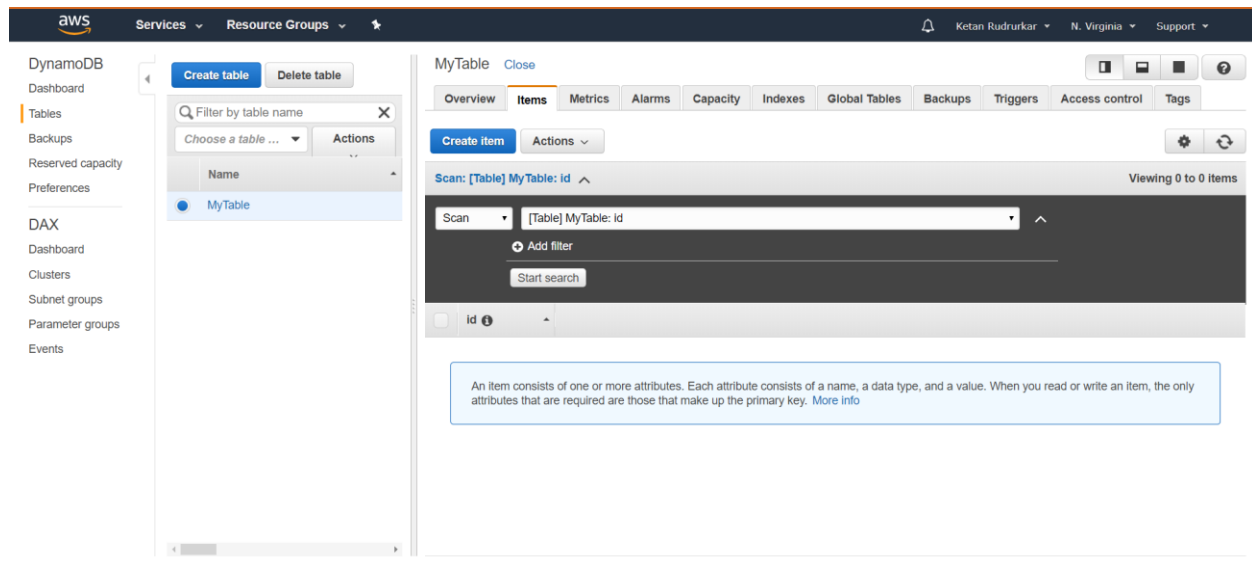 aws Services Resource Groups Ketan Rudrurkar N. Virginia Support
DynamoDB
Dashboard
Tables
Backups
Reserved capacity
Preferences
DAX
Dashboard
Clusters
Subnet groups
Parameter groups
Events
Create table Delete table
Filter by table name
Choose a table ... Actions
Name
MyTable
MyTable Close
Overview Items Metrics Alarms Capacity Indexes Global Tables Backups Triggers Access control Tags
Create item Actions
Scan: [Table] MyTable: id Viewing 0 to 0 items
Scan [Table] MyTable: id
Add filter
Start search
id
An item consists of one or more attributes. Each attribute consists of a name, a data type, and a value. When you read or write an item, the only
attributes that are required are those that make up the primary key. More info